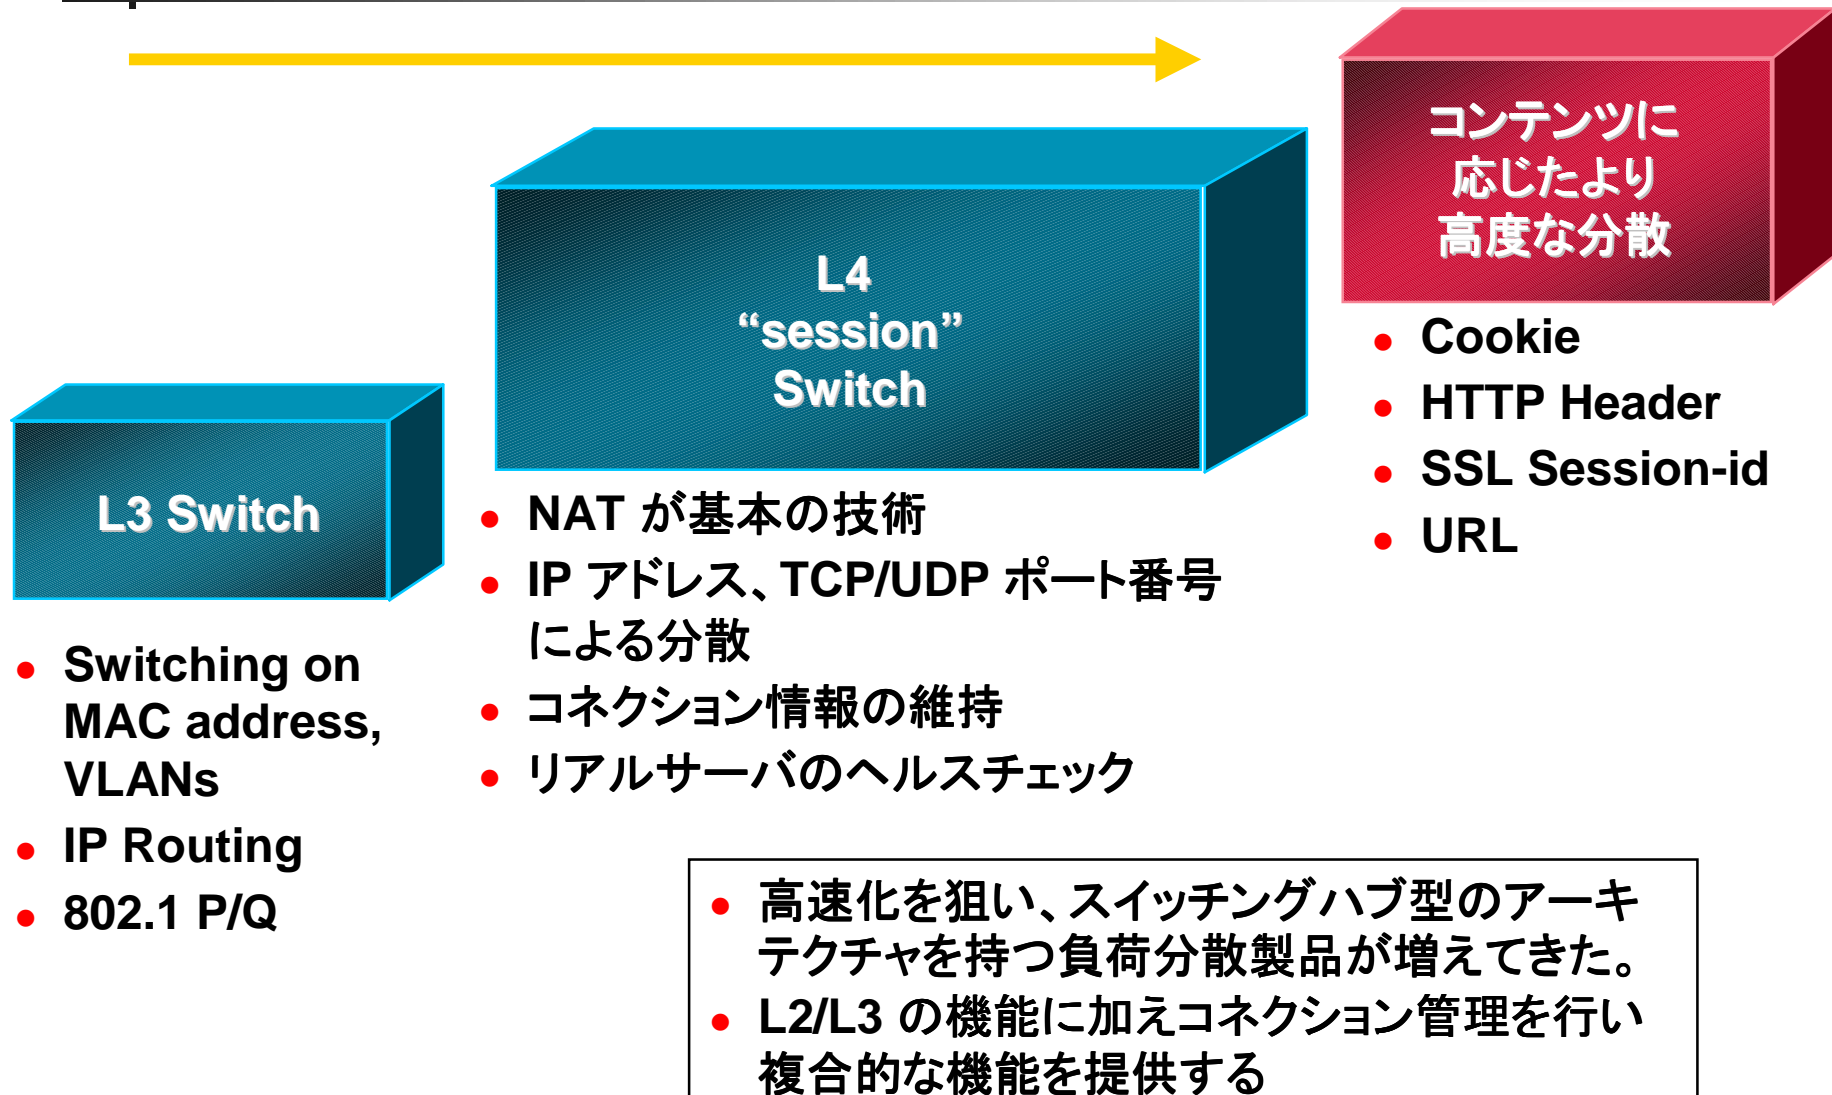 コンテンツに
応じたより
高度な分散
L4
“session”
Switch
L3 Switch
● Cookie
● HTTP Header
● SSL Session-id
● URL
● NAT が基本の技術
● IP アドレス、TCP/UDP ポート番号
による分散
● コネクション情報の維持
● リアルサーバのヘルスチェック
● Switching on
MAC address,
VLANs
● IP Routing
● 802.1 P/Q
● 高速化を狙い、スイッチングハブ型のアーキ
テクチャを持つ負荷分散製品が増えてきた。
● L2/L3 の機能に加えコネクション管理を行い
複合的な機能を提供する